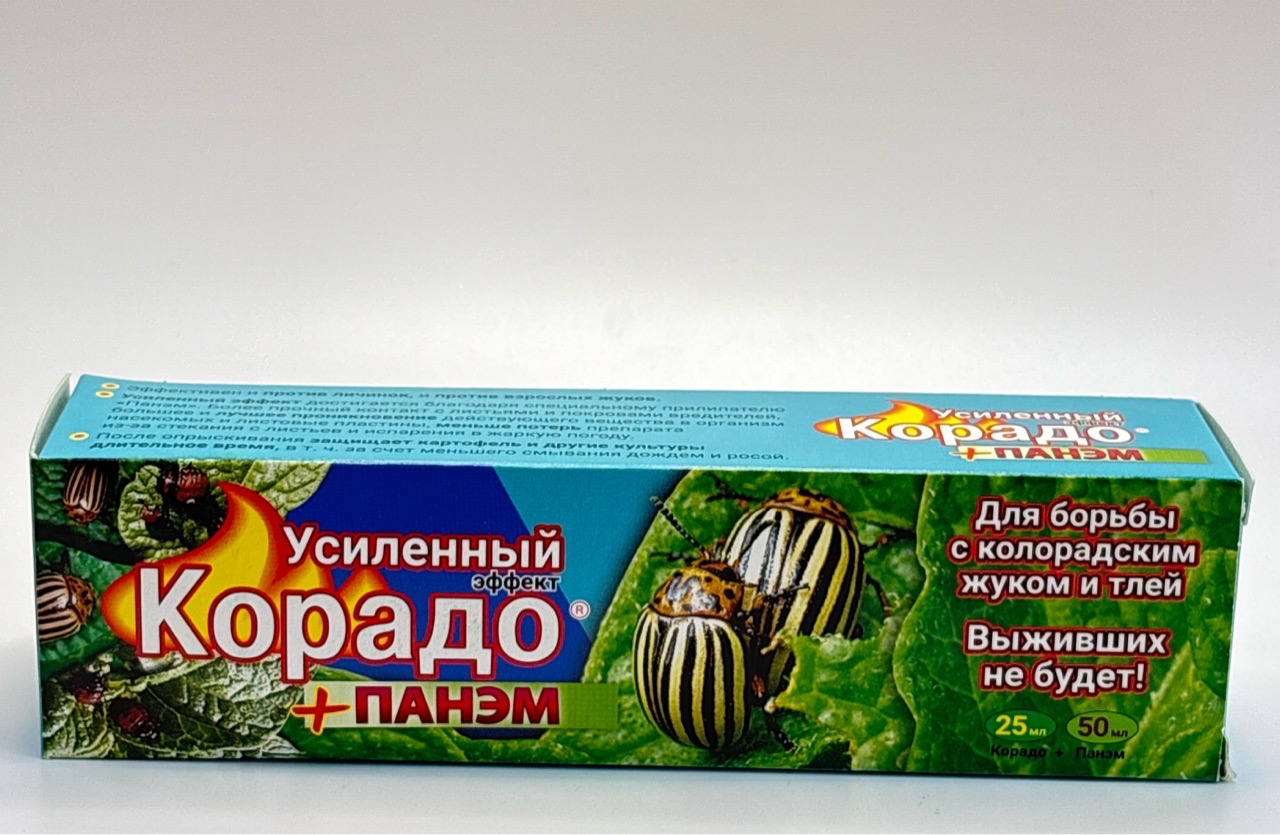 Эффективен и против личинок, и против взрослых жуков.
Усиленный эффект достигнут благодаря специальному прилипателю
«Панэм». Более прочный контакт с листьями и покровами вредителей,
большее и лучшее проникновение действующего вещества в организм
насекомых и листовые пластины, меньше потерь препарата
из-за стекания с листьев и испарения в жаркую погоду.
После опрыскивания защищает картофель и другие культуры
длительное время, в т. ч. за счет меньшего смывания дождем и росой.
Усиленный
эффект
Корадо®
+ПАНЭМ
Усиленный
эффект
Корадо®
+ПАНЭМ
Для борьбы
с колорадским
жуком и тлей
Выживших
не будет!
25мл 50мл
Корадо + Панэм